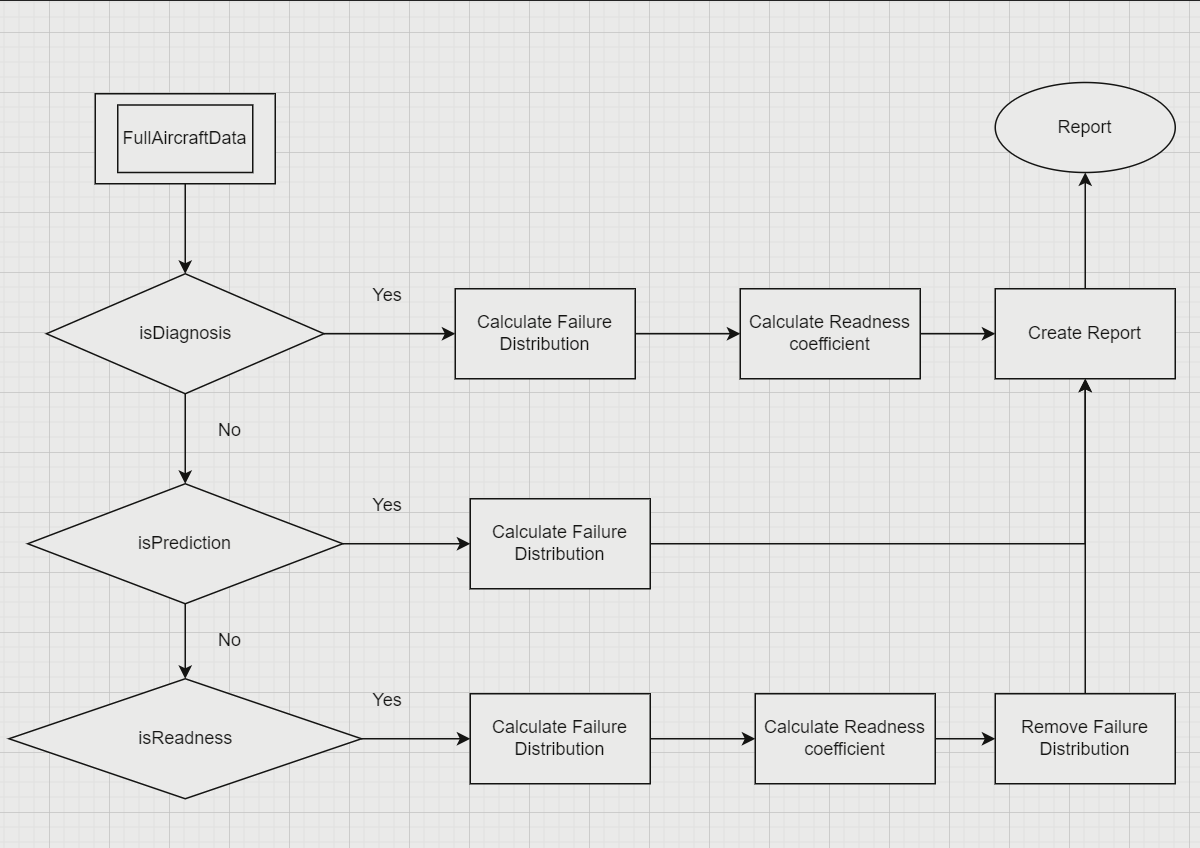 FullAircraftData
Report
isDiagnosis
Yes
Calculate Failure
Distribution
Calculate Readness
coefficient
Create Report
No
isPrediction
Yes
Calculate Failure
Distribution
No
isReadness
Yes
Calculate Failure
Distribution
Calculate Readness
coefficient
Remove Failure
Distribution